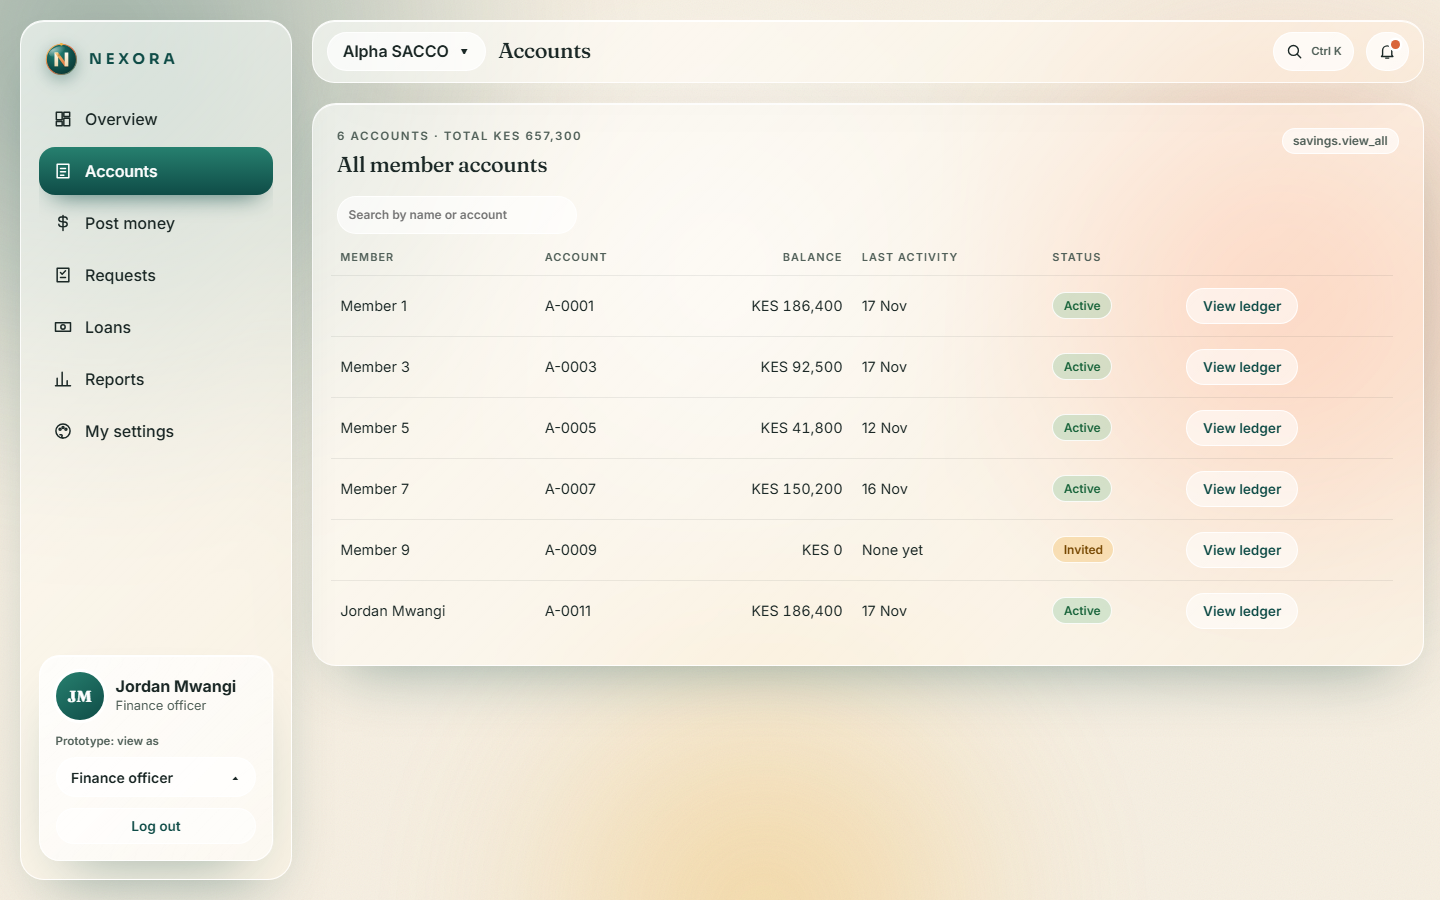 NEXORA
Overview
Accounts
Post money
Requests
Loans
Reports
My settings
JM
Jordan Mwangi
Finance officer
Prototype: view as
Finance officer
Log out
Alpha SACCO
Accounts
Ctrl K
6 ACCOUNTS · TOTAL KES 657,300
All member accounts
savings.view_all
Search by name or account
MEMBER ACCOUNT BALANCE LAST ACTIVITY STATUS
Member 1 A-0001 KES 186,400 17 Nov Active View ledger
Member 3 A-0003 KES 92,500 17 Nov Active View ledger
Member 5 A-0005 KES 41,800 12 Nov Active View ledger
Member 7 A-0007 KES 150,200 16 Nov Active View ledger
Member 9 A-0009 KES 0 None yet Invited View ledger
Jordan Mwangi A-0011 KES 186,400 17 Nov Active View ledger